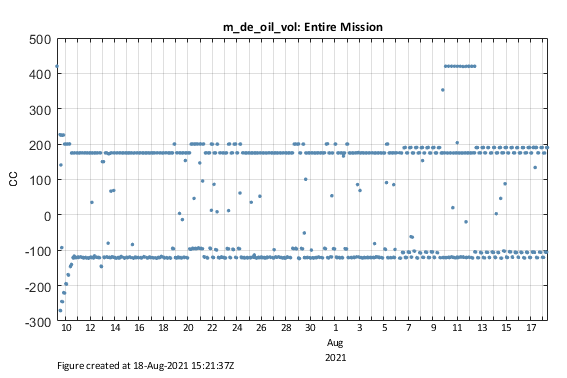 m_de_oil_vol: Entire Mission
500
400
300
200
100
0
-100
-200
-300
CC
10 12 14 16 18 20 22 24 26 28 30 1 3 5 7 9 11 13 15 17
Aug
2021
Figure created at 18-Aug-2021 15:21:37Z